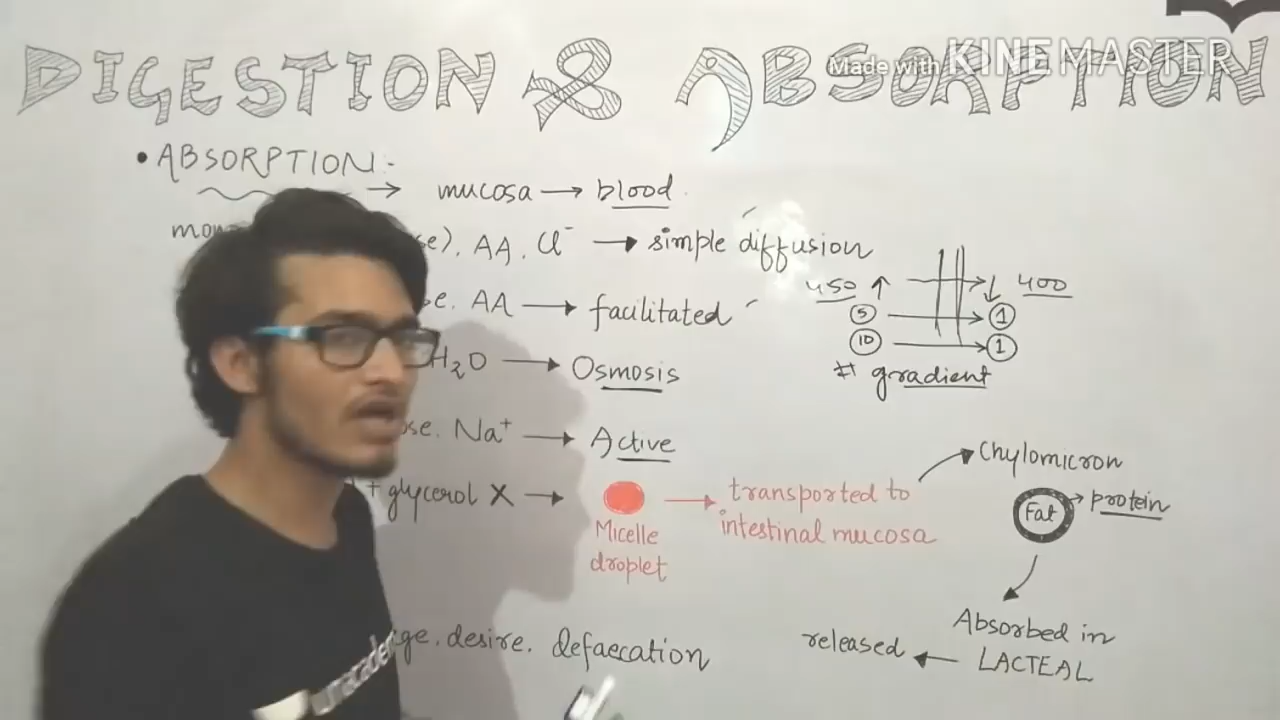 Made with KINEMASTER
DIGESTION & ABSORPTION
• ABSORPTION:-
→ mucosa → blood
AA, Cl⁻ → simple diffusion
AA → facilitated
H₂O → Osmosis
Na⁺ → Active
+ glycerol X →
Micelle
droplet
→ transported to
intestinal mucosa
450 ↑ → ↓ 400
5 → 1
10 → 1
# gradient
Chylomicron
Fat → protein
Absorbed in
LACTEAL
released ←
desire. defaecation
unacademy